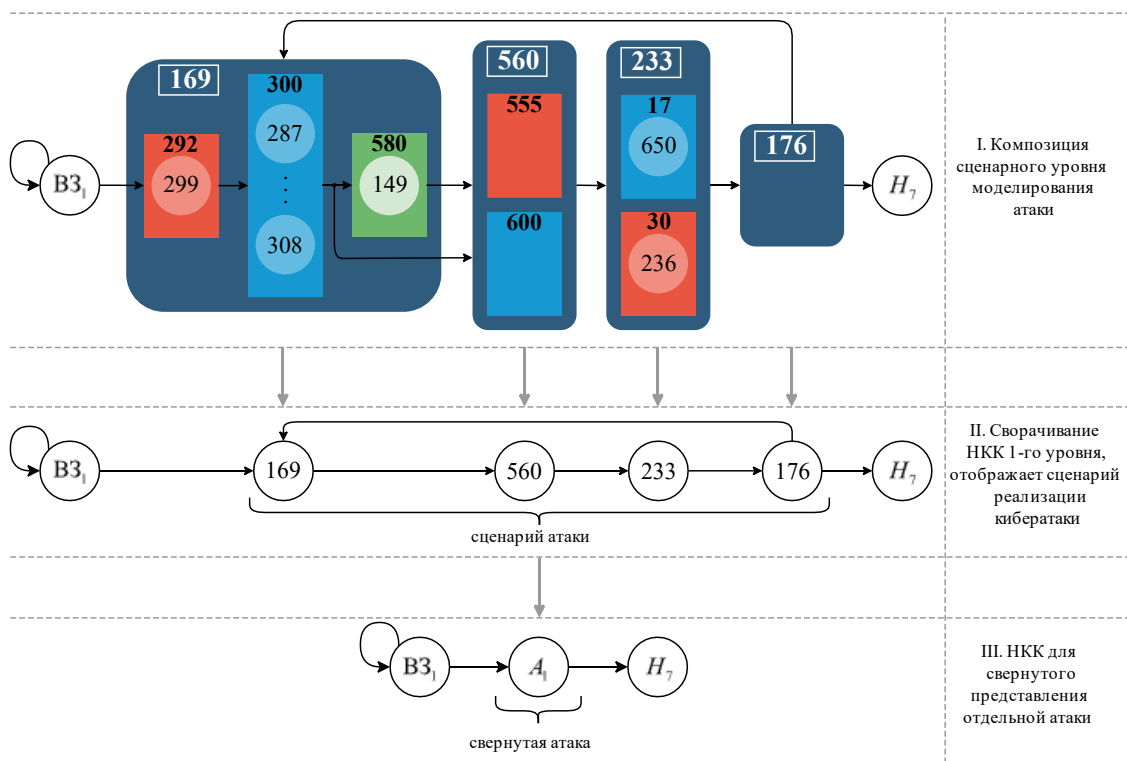 169
560
233
300
555
17
287
292
580
650
176
299
149
ВЗ₁
H₇
⋮
600
30
308
236
I. Композиция
сценарного уровня
моделирования
атаки
ВЗ₁
169
560
233
176
H₇
сценарий атаки
II. Сворачивание
НКК 1-го уровня,
отображает сценарий
реализации
кибератаки
ВЗ₁
A₁
H₇
свернутая атака
III. НКК для
свернутого
представления
отдельной атаки